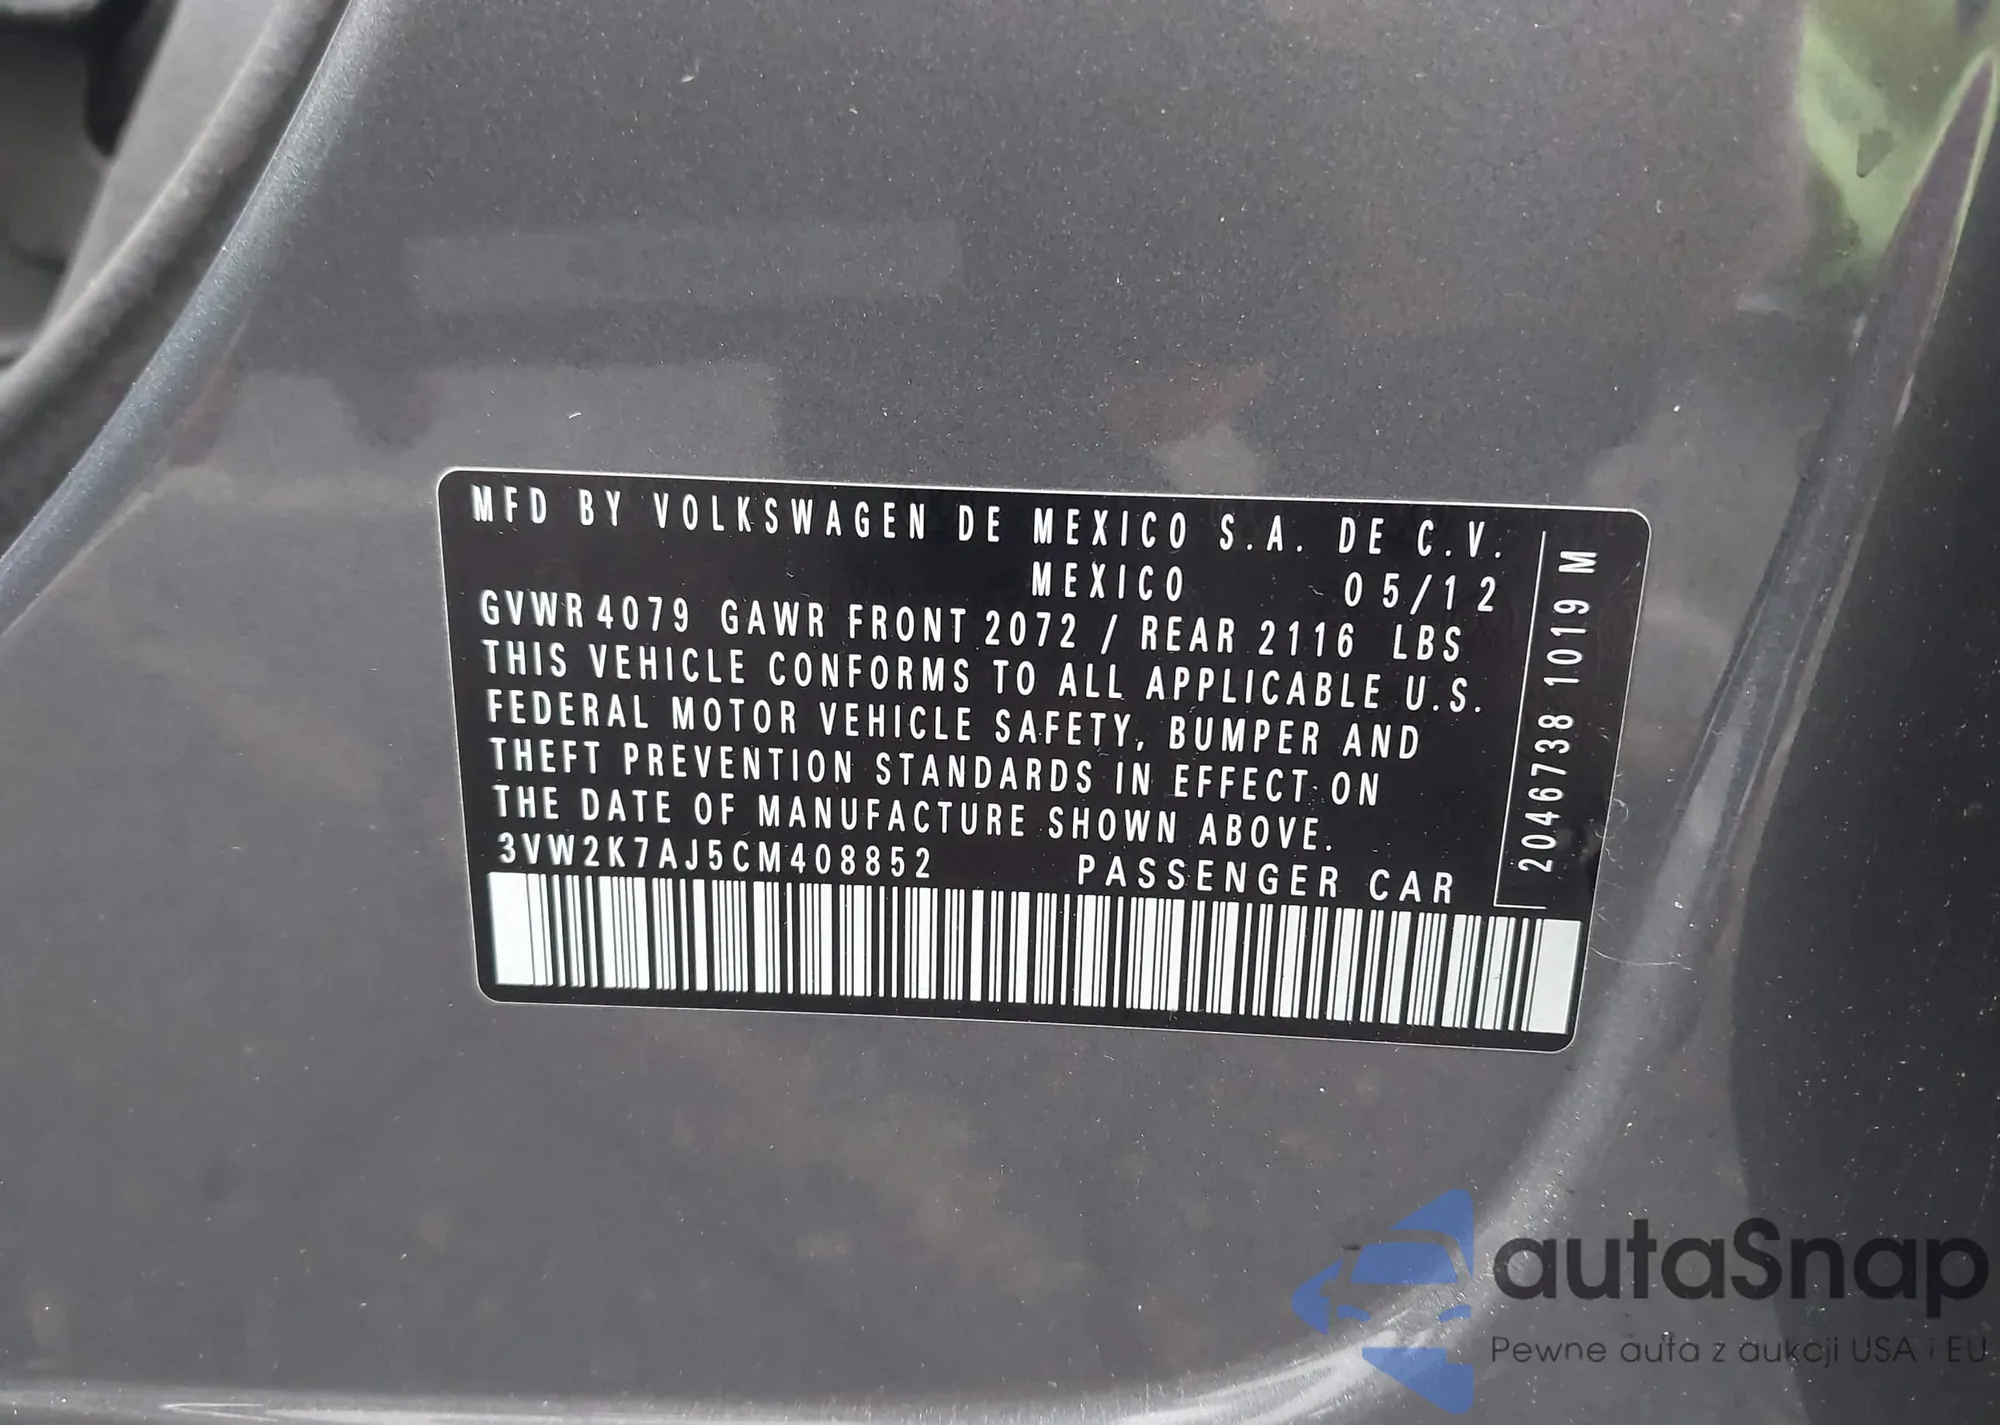 MFD BY VOLKSWAGEN DE MEXICO S.A. DE C.V.
MEXICO 05/12
GVWR 4079 GAWR FRONT 2072 / REAR 2116 LBS
THIS VEHICLE CONFORMS TO ALL APPLICABLE U.S.
FEDERAL MOTOR VEHICLE SAFETY, BUMPER AND
THEFT PREVENTION STANDARDS IN EFFECT ON
THE DATE OF MANUFACTURE SHOWN ABOVE.
3VW2K7AJ5CM408852 PASSENGER CAR
2046738 1019 M
autaSnap
Pewne auta z aukcji USA i EU